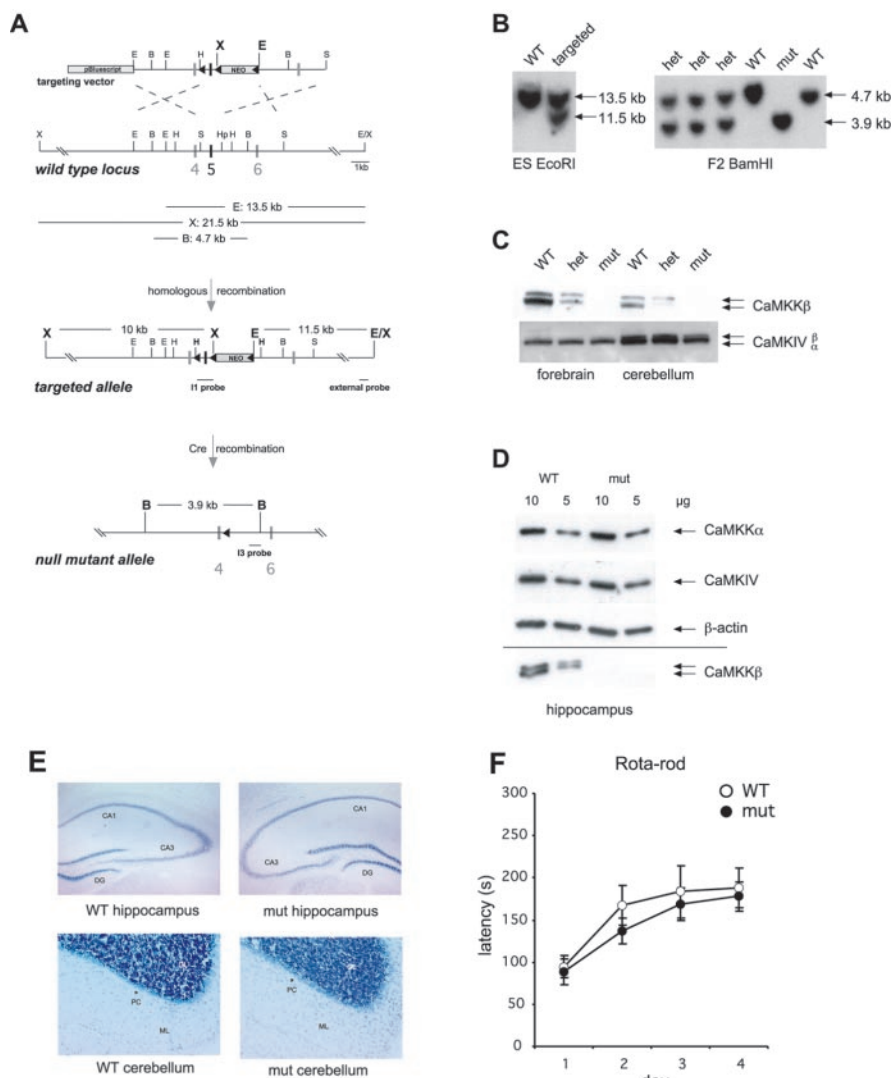 A
X E
E B E H B S
pBluescript NEO
targeting vector
X E B E H S Hp H B S E/X
wild type locus 4 5 6 1kb
E: 13.5 kb
X: 21.5 kb
B: 4.7 kb
homologous recombination
X 10 kb X E 11.5 kb E/X
E B E H H H B S
NEO
I1 probe external probe
targeted allele
Cre recombination
B 3.9 kb B
I3 probe
null mutant allele 4 6
B
WT targeted het het het WT mut WT
13.5 kb 4.7 kb
11.5 kb 3.9 kb
ES EcoRI F2 BamHI
C
WT het mut WT het mut
CaMKKβ
CaMKIV β
α
forebrain cerebellum
D
WT mut
10 5 10 5 μg
CaMKKα
CaMKIV
β-actin
CaMKKβ
hippocampus
E
CA1 CA1
CA3 CA3
DG DG
WT hippocampus mut hippocampus
PC PC
ML ML
WT cerebellum mut cerebellum
F
Rota-rod
WT
mut
300
250
200
150
100
50
0
latency (s)
1 2 3 4